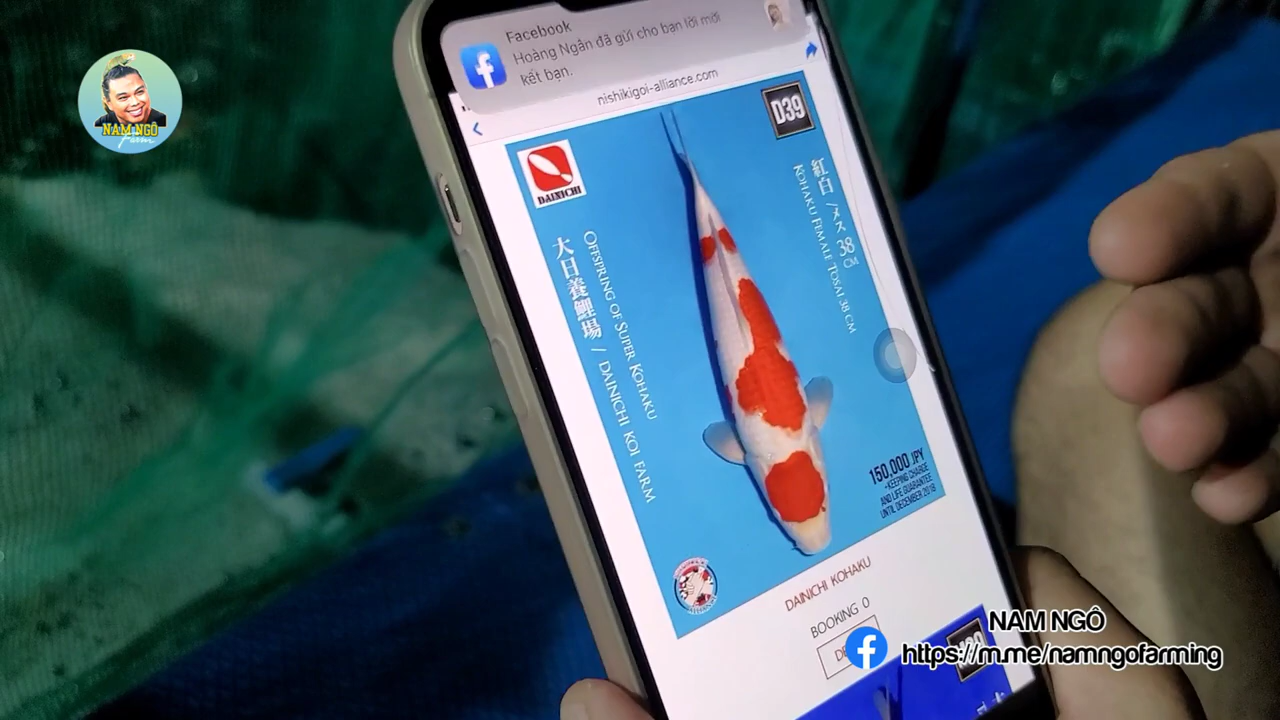 Facebook
Hoàng Ngân đã gửi cho bạn lời mời
kết bạn.
nishikigoi-alliance.com
D39
DAINICHI
紅白 / メス 38 CM
KOHAKU FEMALE TOSAI 38 CM
OFFSPRING OF SUPER KOHAKU
大日養鯉場 / DAINICHI KOI FARM
150,000 JPY
+KEEPING CHARGE
AND LIFE GUARANTEE
UNTIL DECEMBER 2018
DAINICHI KOHAKU
BOOKING 0
NAM NGÔ
Farm
NAM NGÔ
https://m.me/namngofarming